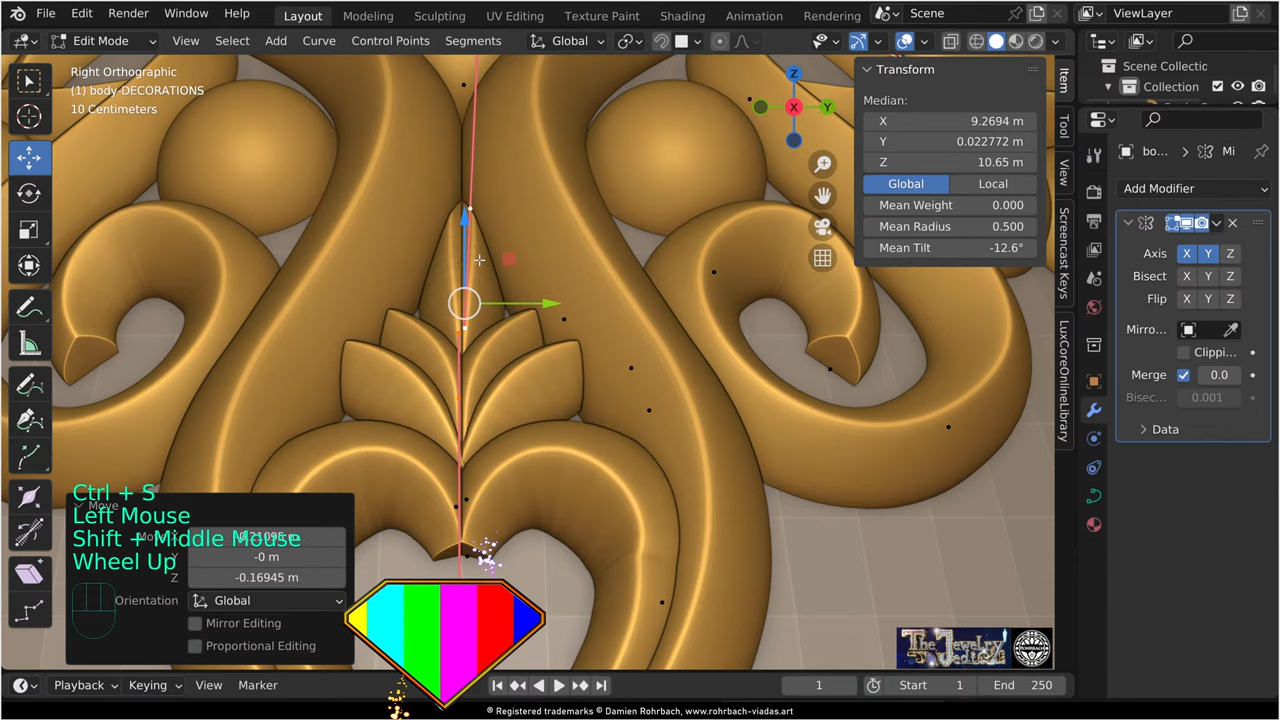 File Edit Render Window Help Layout Modeling Sculpting UV Editing Texture Paint Shading Animation Rendering Scene ViewLayer
Edit Mode View Select Add Curve Control Points Segments Global
Right Orthographic
(1) body-DECORATIONS
10 Centimeters
Z
X
Y
Transform
Median:
X 9.2694 m
Y 0.022772 m
Z 10.65 m
Global Local
Mean Weight 0.000
Mean Radius 0.500
Mean Tilt -12.6°
Item
Tool
View
Screencast Keys
LuxCoreOnlineLibrary
Scene Collectic
Collection
bo... Mi
Add Modifier
Axis X Y Z
Bisect X Y Z
Flip X Y Z
Mirro...
Clippi...
Merge 0.0
Bisec... 0.001
Data
Ctrl + S
Left Mouse
Shift + Middle Mouse
Wheel Up
Move
Y -0 m
Z -0.16945 m
Orientation Global
Mirror Editing
Proportional Editing
ROHRBACH
Playback Keying View Marker 1 Start 1 End 250
® Registered trademarks © Damien Rohrbach, www.rohrbach-viadas.art